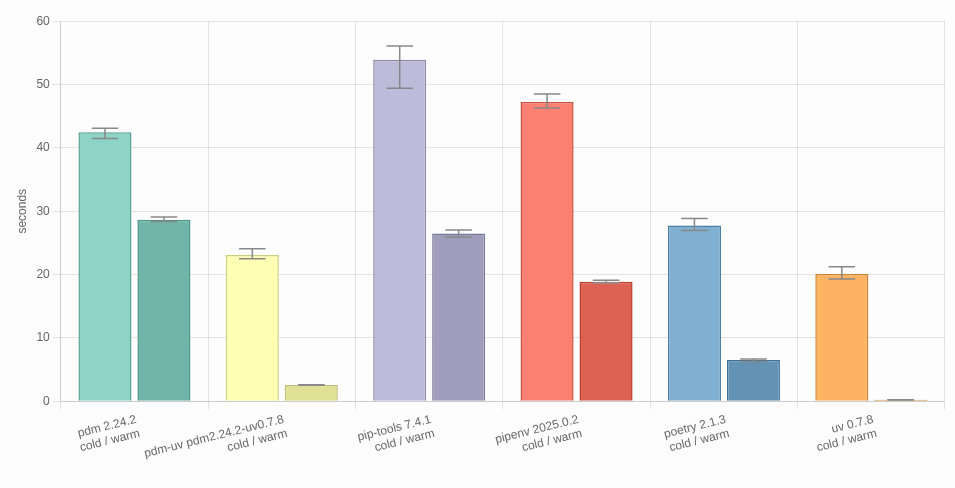 60
50
40
30
20
10
0
seconds
pdm 2.24.2
cold / warm
pdm-uv pdm2.24.2-uv0.7.8
cold / warm
pip-tools 7.4.1
cold / warm
pipenv 2025.0.2
cold / warm
poetry 2.1.3
cold / warm
uv 0.7.8
cold / warm